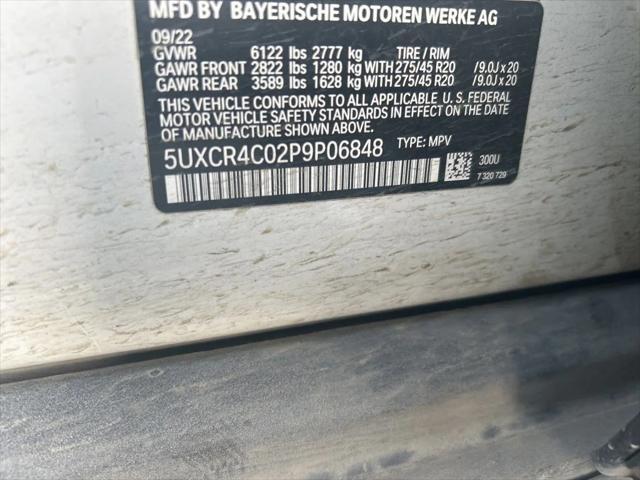 MFD BY BAYERISCHE MOTOREN WERKE AG
09/22
GVWR 6122 lbs 2777 kg TIRE / RIM
GAWR FRONT 2822 lbs 1280 kg WITH 275/45 R20 /9.0J x 20
GAWR REAR 3589 lbs 1628 kg WITH 275/45 R20 /9.0J x 20
THIS VEHICLE CONFORMS TO ALL APPLICABLE U. S. FEDERAL
MOTOR VEHICLE SAFETY STANDARDS IN EFFECT ON THE DATE
OF MANUFACTURE SHOWN ABOVE.
5UXCR4C02P9P06848 TYPE: MPV
300U
7 320 729